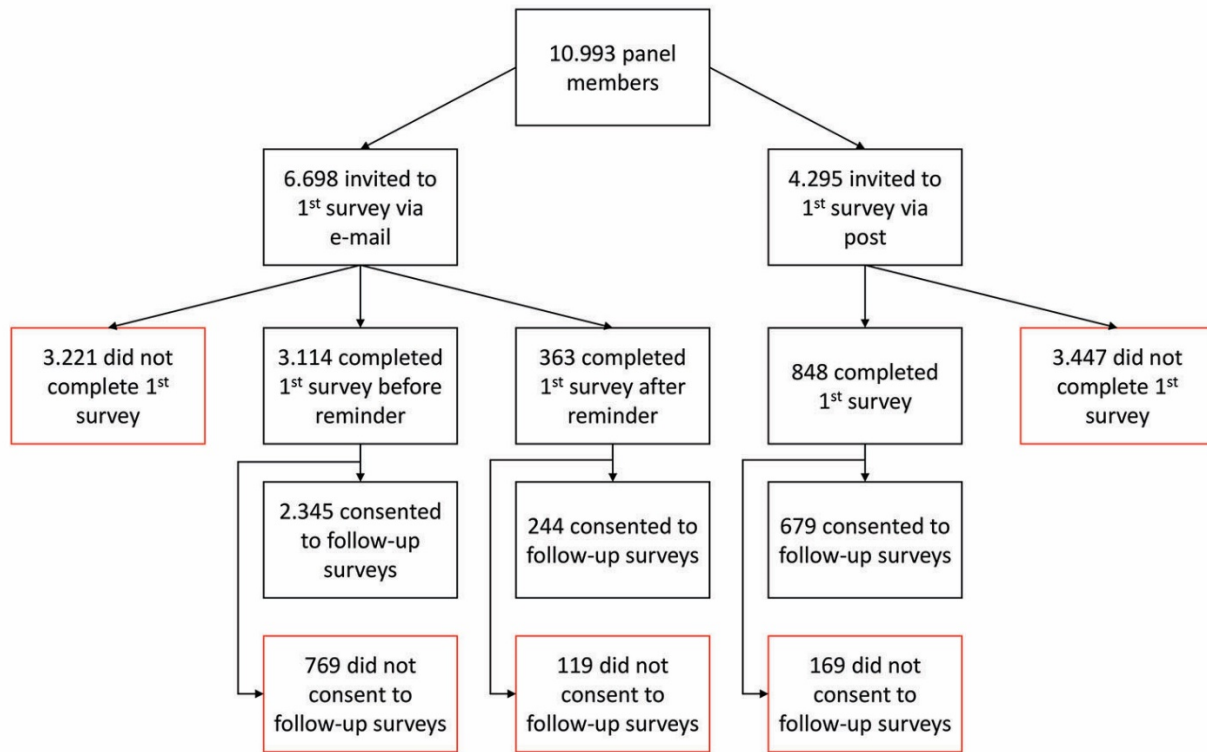 10.993 panel
members
6.698 invited to
1st survey via
e-mail
4.295 invited to
1st survey via
post
3.221 did not
complete 1st
survey
3.114 completed
1st survey before
reminder
363 completed
1st survey after
reminder
848 completed
1st survey
3.447 did not
complete 1st
survey
2.345 consented
to follow-up
surveys
244 consented to
follow-up surveys
679 consented to
follow-up surveys
769 did not
consent to
follow-up surveys
119 did not
consent to
follow-up surveys
169 did not
consent to
follow-up surveys